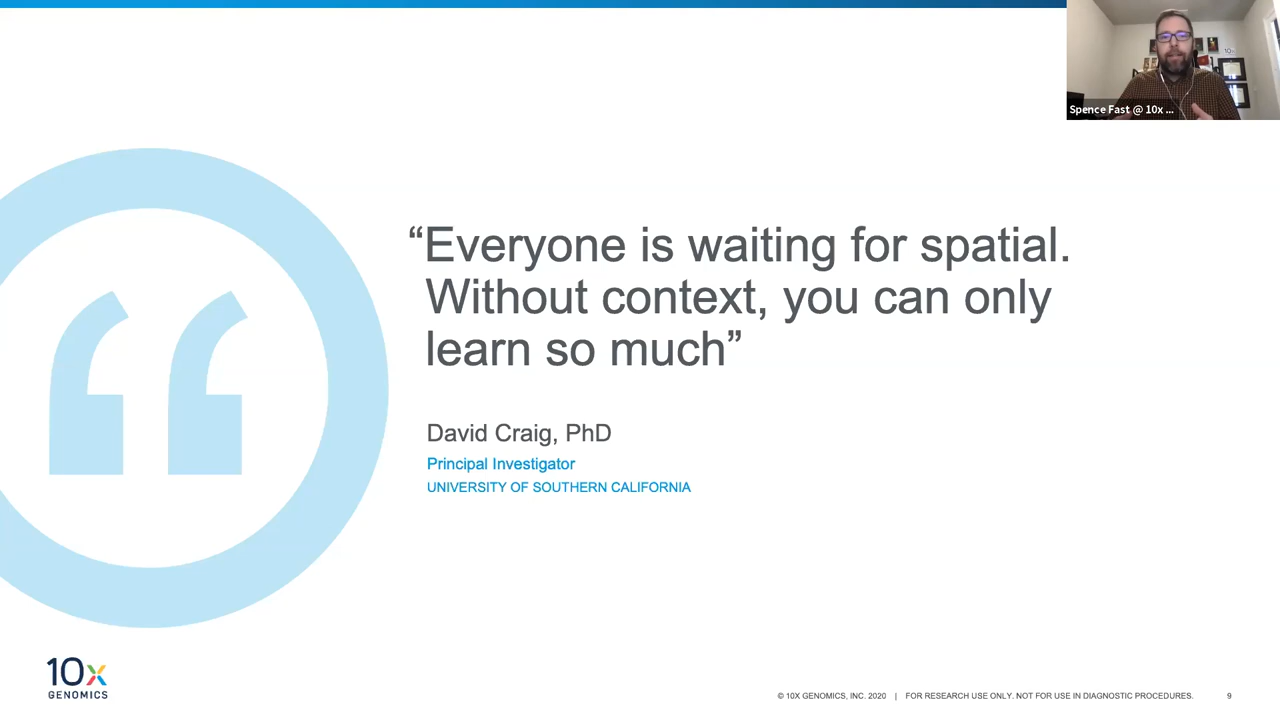 Spence Fast @ 10x ...
“Everyone is waiting for spatial.
Without context, you can only
learn so much”
David Craig, PhD
Principal Investigator
UNIVERSITY OF SOUTHERN CALIFORNIA
10x
GENOMICS
© 10X GENOMICS, INC. 2020 | FOR RESEARCH USE ONLY. NOT FOR USE IN DIAGNOSTIC PROCEDURES. 9